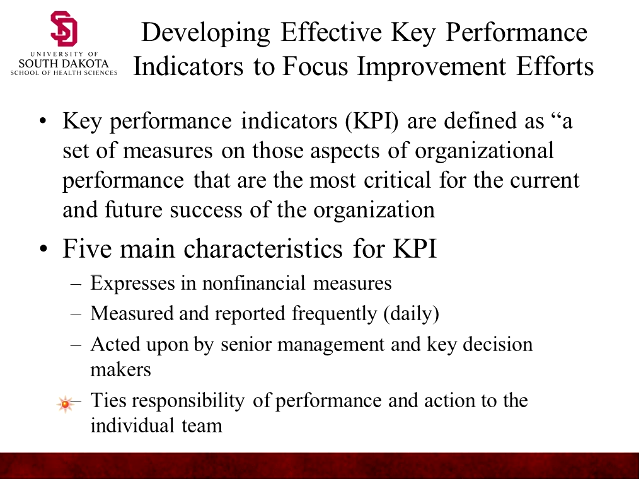 UNIVERSITY OF
SOUTH DAKOTA
SCHOOL OF HEALTH SCIENCES
Developing Effective Key Performance
Indicators to Focus Improvement Efforts
• Key performance indicators (KPI) are defined as “a
set of measures on those aspects of organizational
performance that are the most critical for the current
and future success of the organization
• Five main characteristics for KPI
– Expresses in nonfinancial measures
– Measured and reported frequently (daily)
– Acted upon by senior management and key decision
makers
– Ties responsibility of performance and action to the
individual team